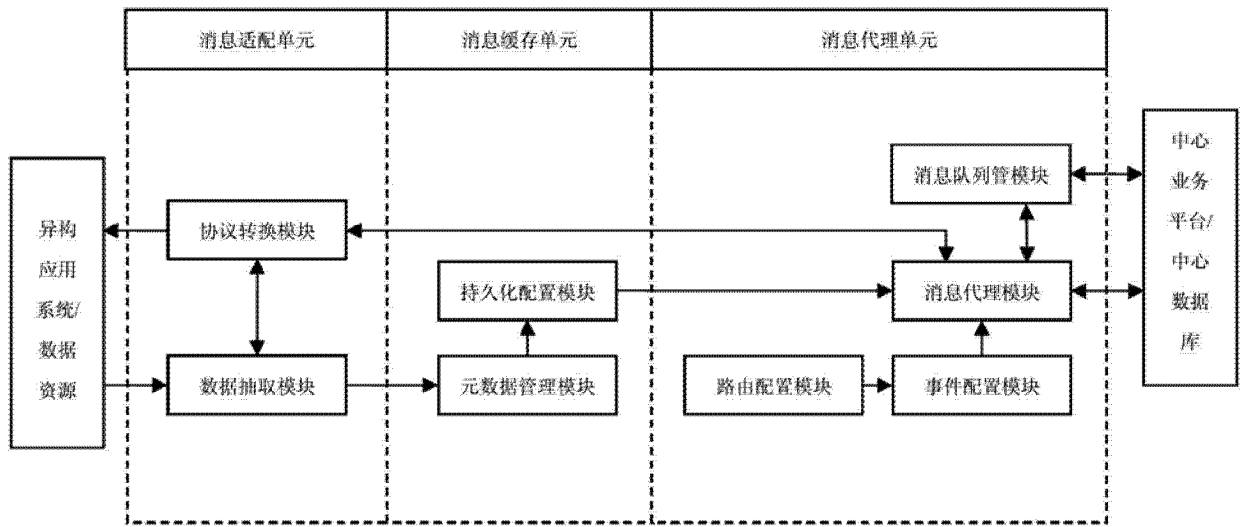 消息适配单元
消息缓存单元
消息代理单元
异构
应用
系统/
数据
资源
协议转换模块
数据抽取模块
持久化配置模块
元数据管理模块
消息队列管模块
消息代理模块
路由配置模块
事件配置模块
中心
业务
平台/
中心
数据
库